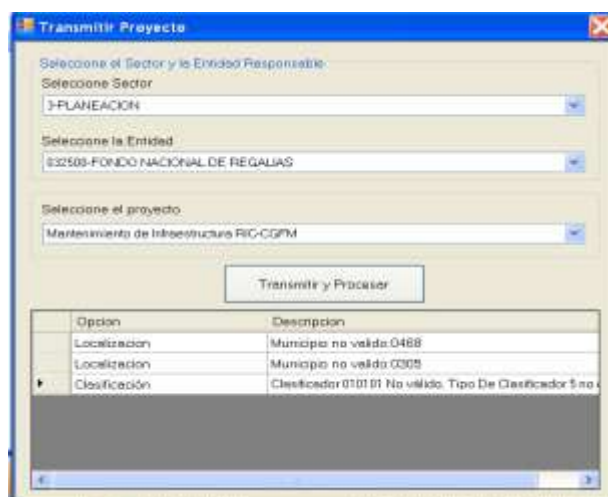 Transmitir Proyecto
Seleccione el Sector y la Entidad Responsable
Seleccione Sector
3-PLANEACION
Seleccione la Entidad
032508-FONDO NACIONAL DE REGALIAS
Seleccione el proyecto
Mantenimiento de Infraestructura RIC-CGFM
Transmitir y Procesar
Opcion Descripcion
Localizacion Municipio no valido:0468
Localizacion Municipio no valido:0305
Clasificación Clasificador 010101 No válido. Tipo De Clasificador 5 no